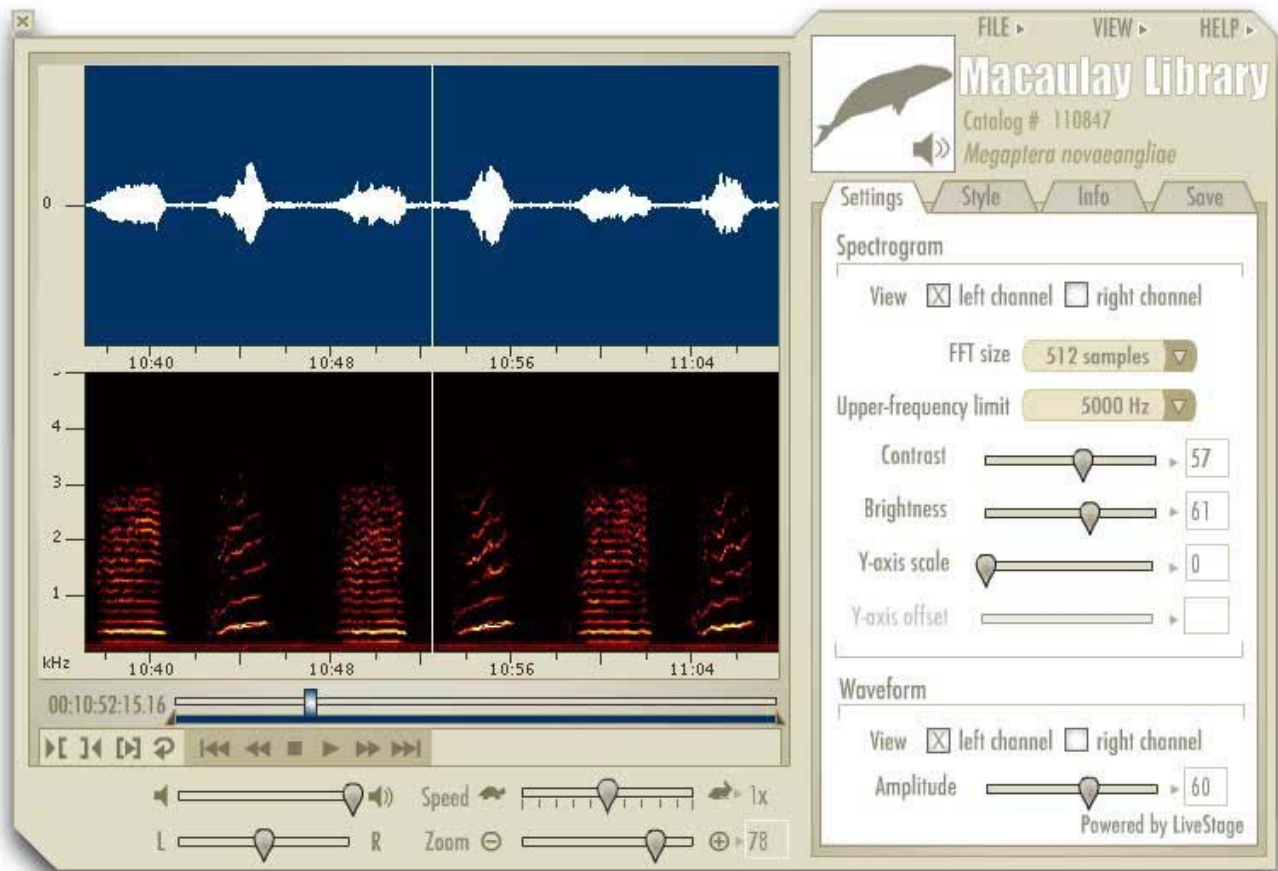 FILE VIEW HELP
Macaulay Library
Catalog # 110847
Megaptera novaeangliae
Settings Style Info Save
Spectrogram
View X left channel right channel
FFT size 512 samples
Upper-frequency limit 5000 Hz
Contrast 57
Brightness 61
Y-axis scale 0
Y-axis offset
Waveform
View X left channel right channel
Amplitude 60
Powered by LiveStage
0
10:40 10:48 10:56 11:04
4
3
2
1
kHz
10:40 10:48 10:56 11:04
00:10:52:15.16
Speed 1x
L R Zoom 78